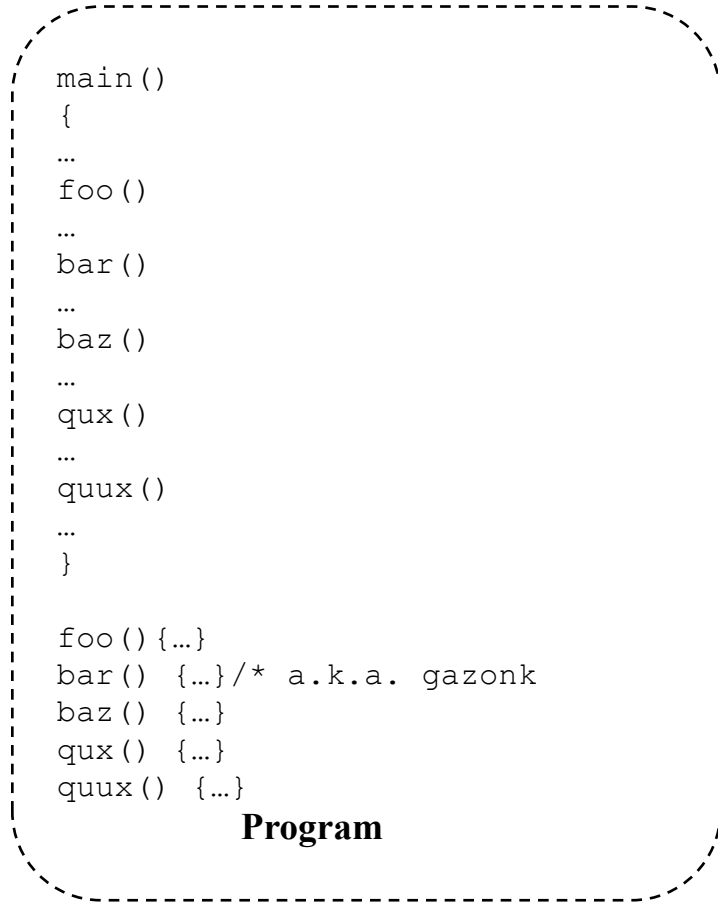 main()
{
…
foo()
…
bar()
…
baz()
…
qux()
…
quux()
…
}
foo(){…}
bar() {…}/* a.k.a. gazonk
baz() {…}
qux() {…}
quux() {…}
Program